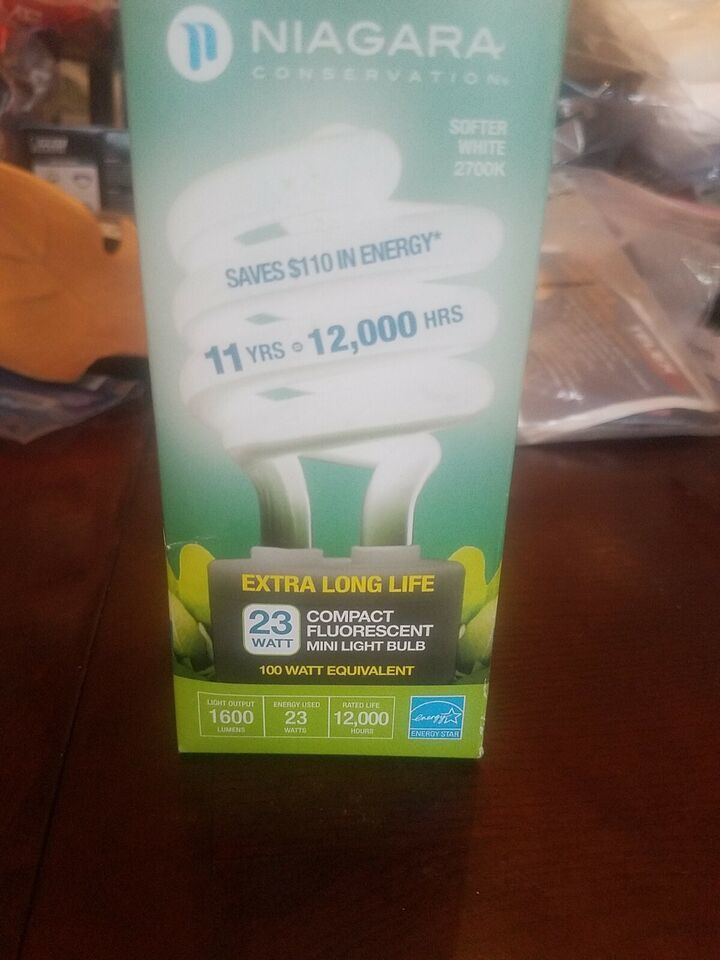 NIAGARA
CONSERVATION
SOFTER
WHITE
2700K
SAVES $110 IN ENERGY*
11 YRS = 12,000 HRS
EXTRA LONG LIFE
23
WATT
COMPACT
FLUORESCENT
MINI LIGHT BULB
100 WATT EQUIVALENT
LIGHT OUTPUT
1600
LUMENS
ENERGY USED
23
WATTS
RATED LIFE
12,000
HOURS
energy
ENERGY STAR